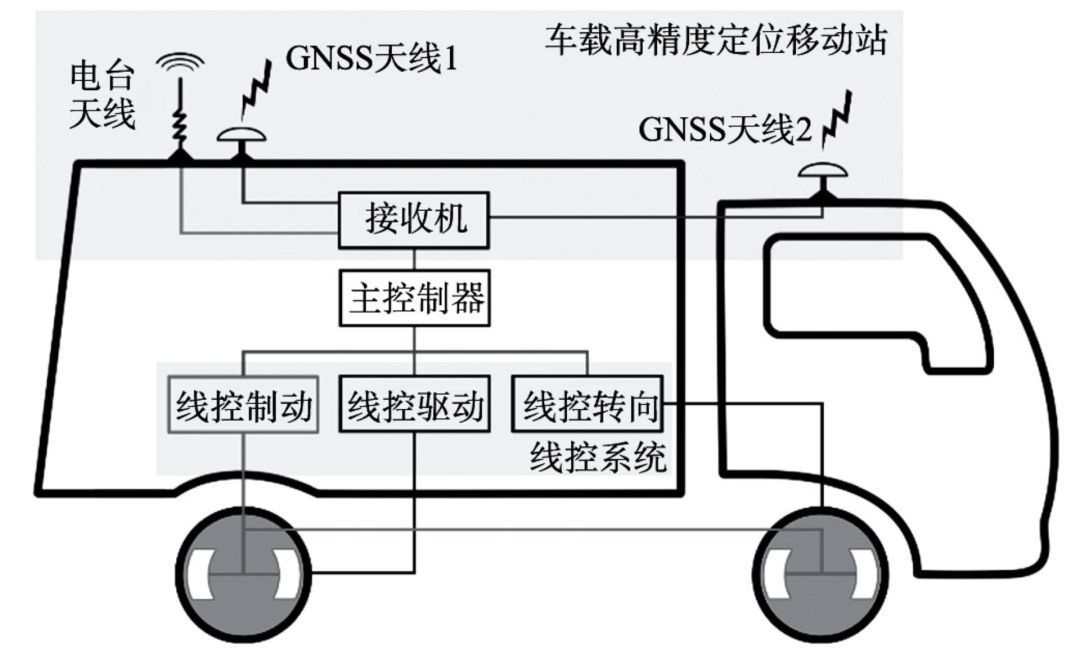 车载高精度定位移动站
电台
天线
GNSS天线1
GNSS天线2
接收机
主控制器
线控制动
线控驱动
线控转向
线控系统